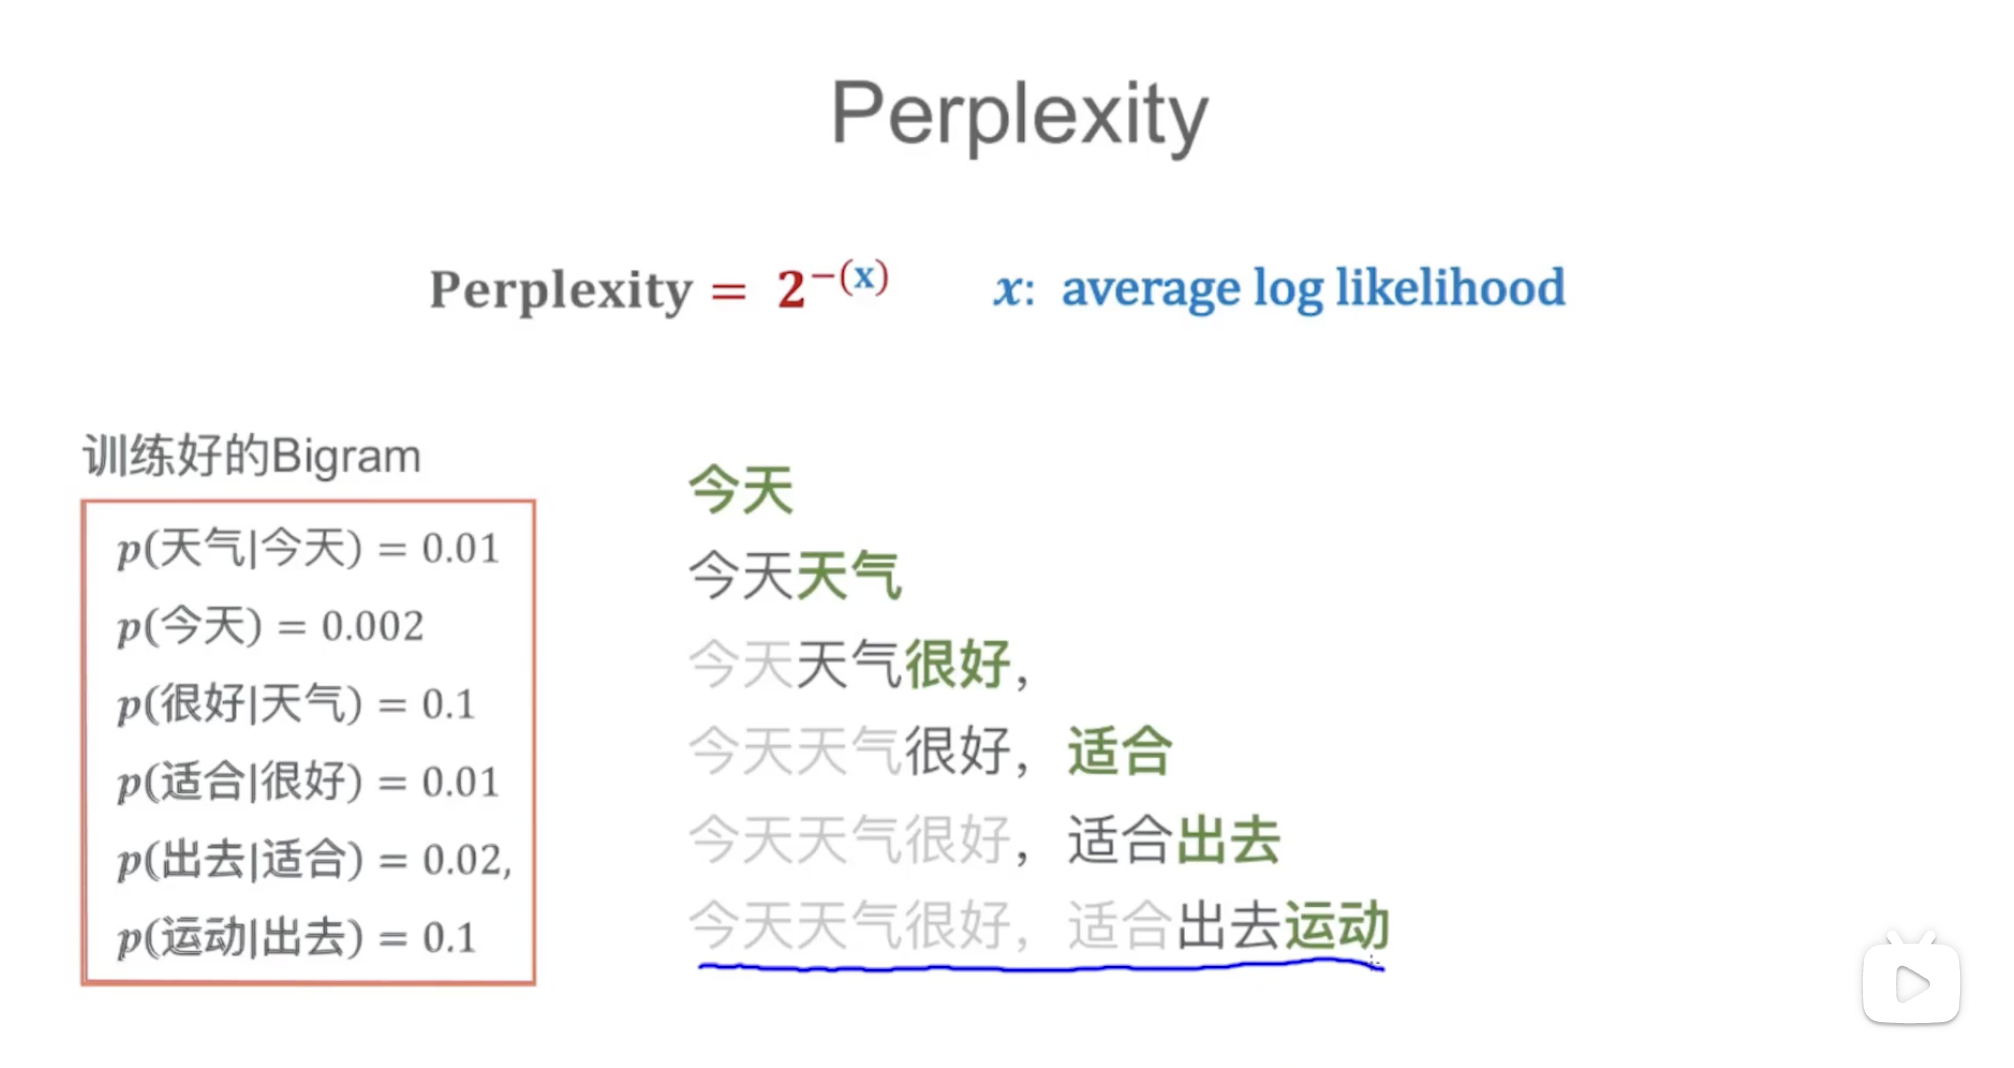 Perplexity
Perplexity = 2^−(x) x: average log likelihood
训练好的Bigram
p(天气|今天) = 0.01
p(今天) = 0.002
p(很好|天气) = 0.1
p(适合|很好) = 0.01
p(出去|适合) = 0.02,
p(运动|出去) = 0.1
今天
今天天气
今天天气很好，
今天天气很好，适合
今天天气很好，适合出去
今天天气很好，适合出去运动